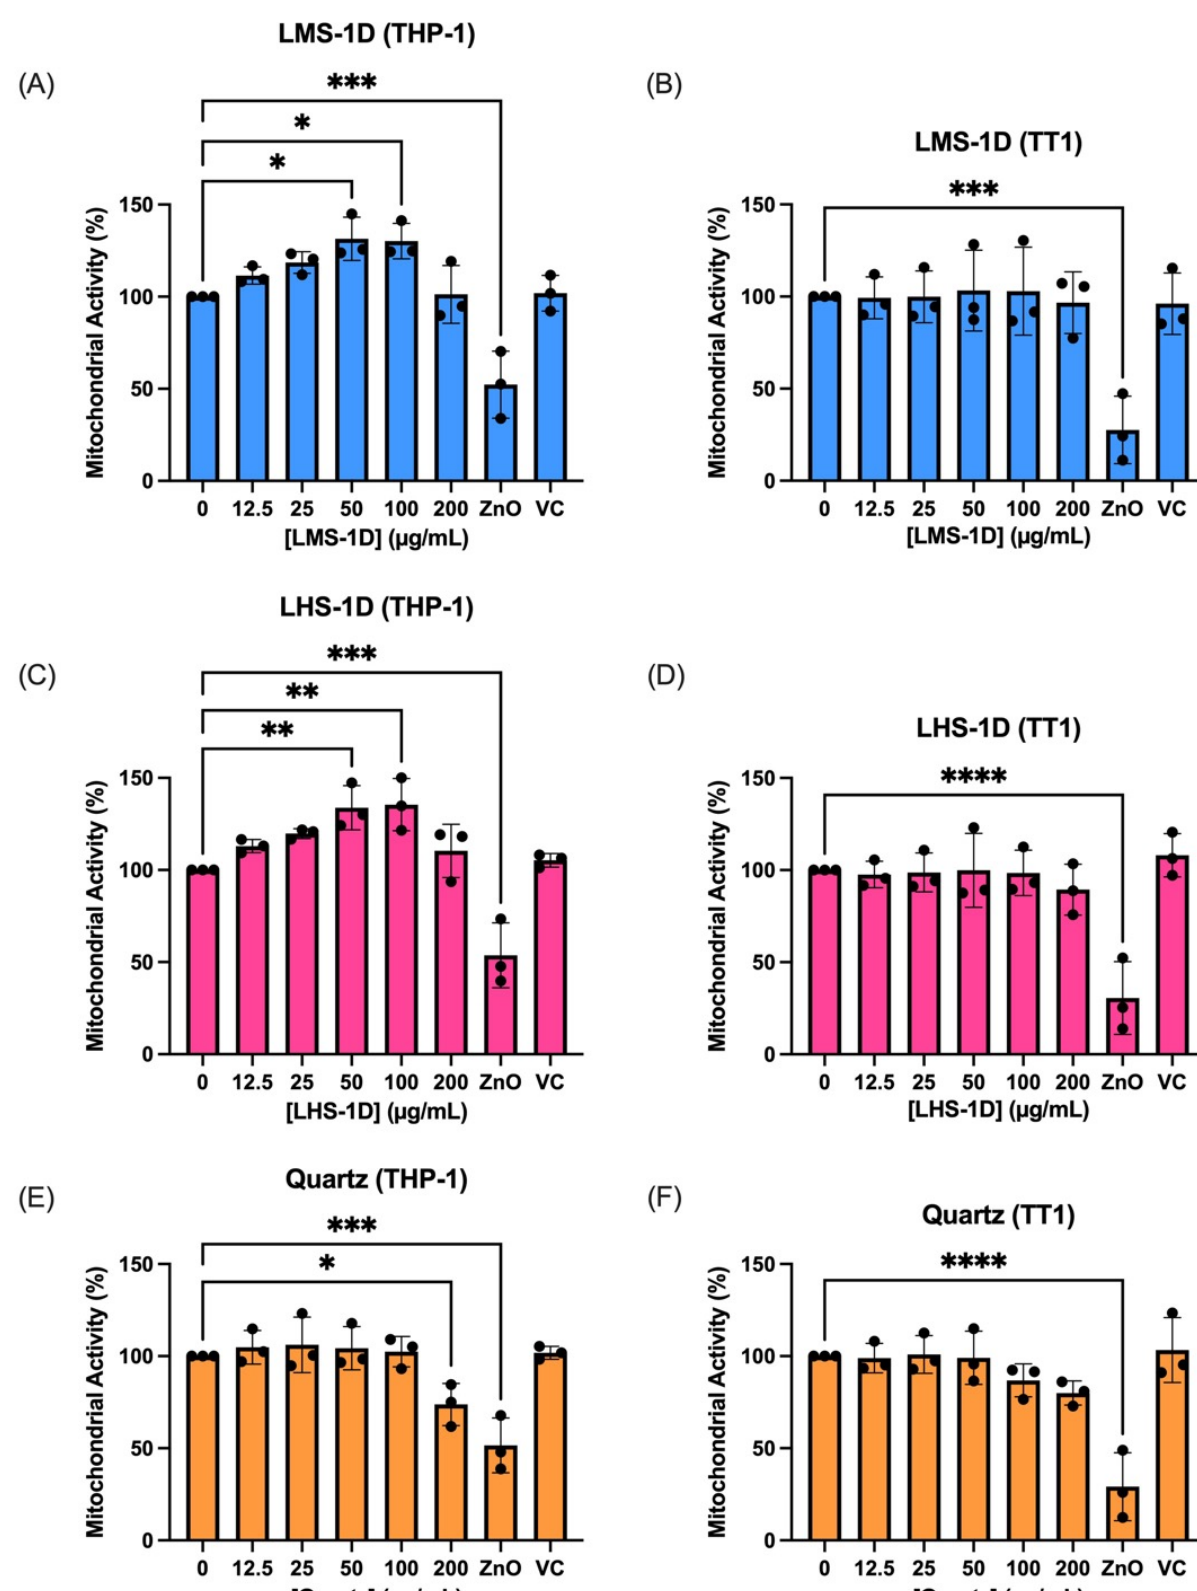 LMS-1D (THP-1)
(A)
***
*
*
Mitochondrial Activity (%)
150
100
50
0
0 12.5 25 50 100 200 ZnO VC
[LMS-1D] (µg/mL)
(B)
LMS-1D (TT1)
***
Mitochondrial Activity (%)
150
100
50
0
0 12.5 25 50 100 200 ZnO VC
[LMS-1D] (µg/mL)
LHS-1D (THP-1)
(C)
***
**
**
Mitochondrial Activity (%)
150
100
50
0
0 12.5 25 50 100 200 ZnO VC
[LHS-1D] (µg/mL)
(D)
LHS-1D (TT1)
****
Mitochondrial Activity (%)
150
100
50
0
0 12.5 25 50 100 200 ZnO VC
[LHS-1D] (µg/mL)
Quartz (THP-1)
(E)
***
*
Mitochondrial Activity (%)
150
100
50
0
0 12.5 25 50 100 200 ZnO VC
(F)
Quartz (TT1)
****
Mitochondrial Activity (%)
150
100
50
0
0 12.5 25 50 100 200 ZnO VC